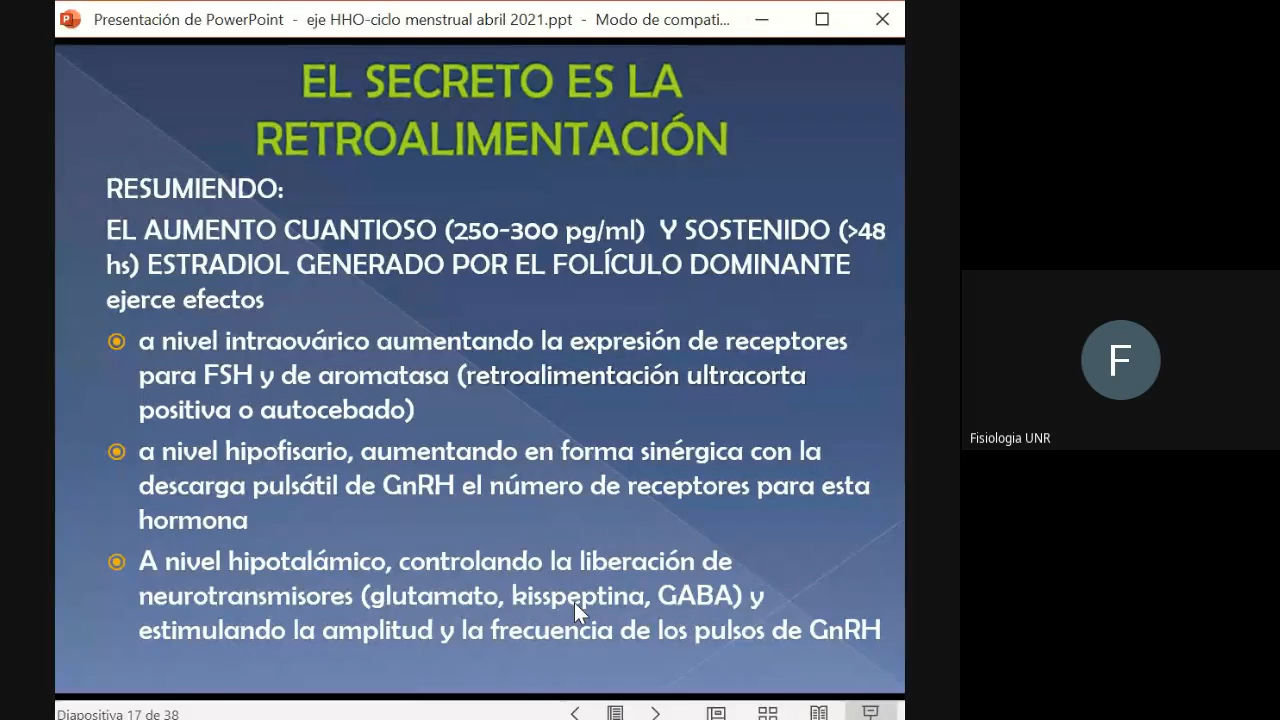 Presentación de PowerPoint - eje HHO-ciclo menstrual abril 2021.ppt - Modo de compati...
EL SECRETO ES LA
RETROALIMENTACIÓN
RESUMIENDO:
EL AUMENTO CUANTIOSO (250-300 pg/ml) Y SOSTENIDO (>48
hs) ESTRADIOL GENERADO POR EL FOLÍCULO DOMINANTE
ejerce efectos
a nivel intraovárico aumentando la expresión de receptores
para FSH y de aromatasa (retroalimentación ultracorta
positiva o autocebado)
a nivel hipofisario, aumentando en forma sinérgica con la
descarga pulsátil de GnRH el número de receptores para esta
hormona
A nivel hipotalámico, controlando la liberación de
neurotransmisores (glutamato, kisspeptina, GABA) y
estimulando la amplitud y la frecuencia de los pulsos de GnRH
Diapositiva 17 de 38
F
Fisiologia UNR